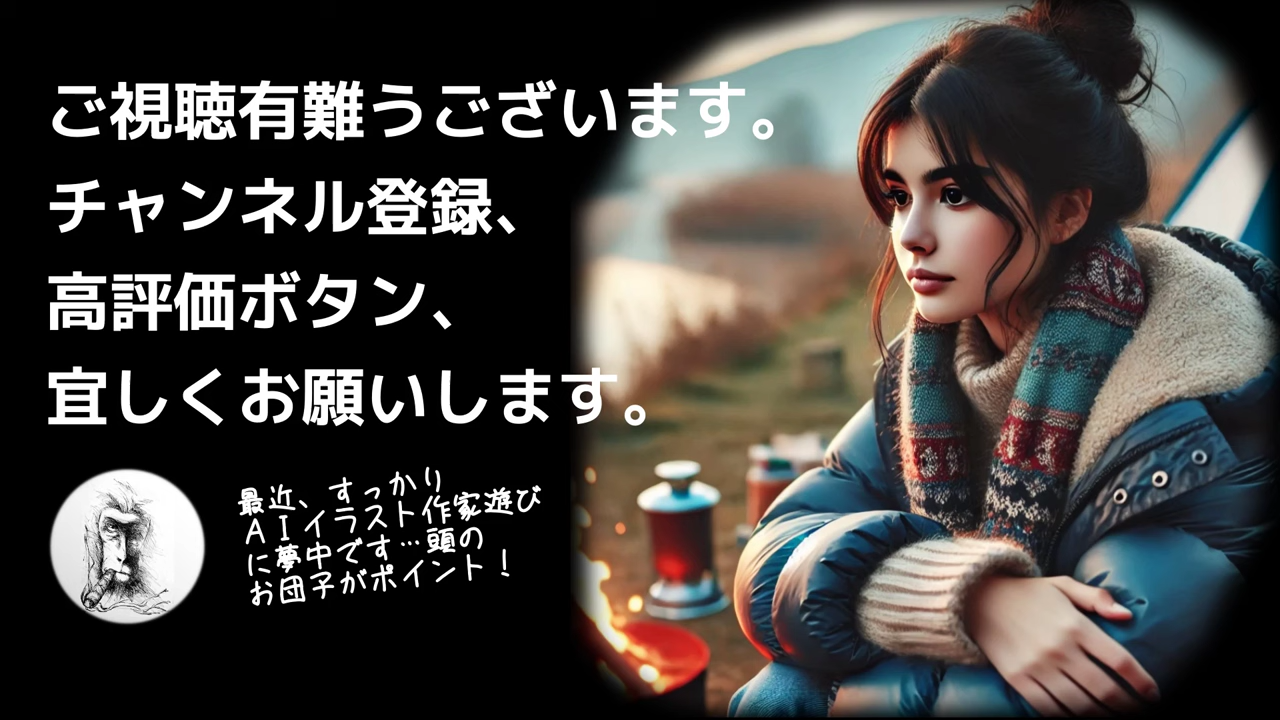 ご視聴有難うございます。
チャンネル登録、
高評価ボタン、
宜しくお願いします。
最近、すっかり
AIイラスト作家遊び
に夢中です…頭の
お団子がポイント！